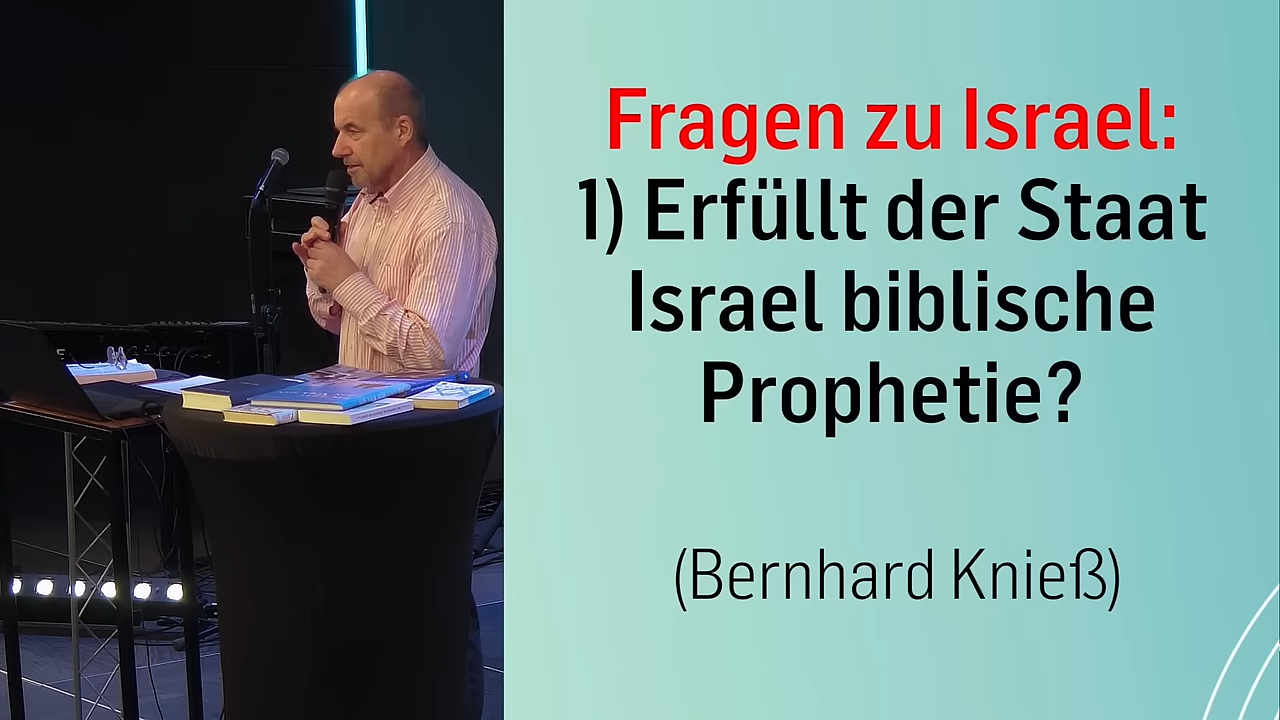 Fragen zu Israel:
1) Erfüllt der Staat
Israel biblische
Prophetie?
(Bernhard Knieß)